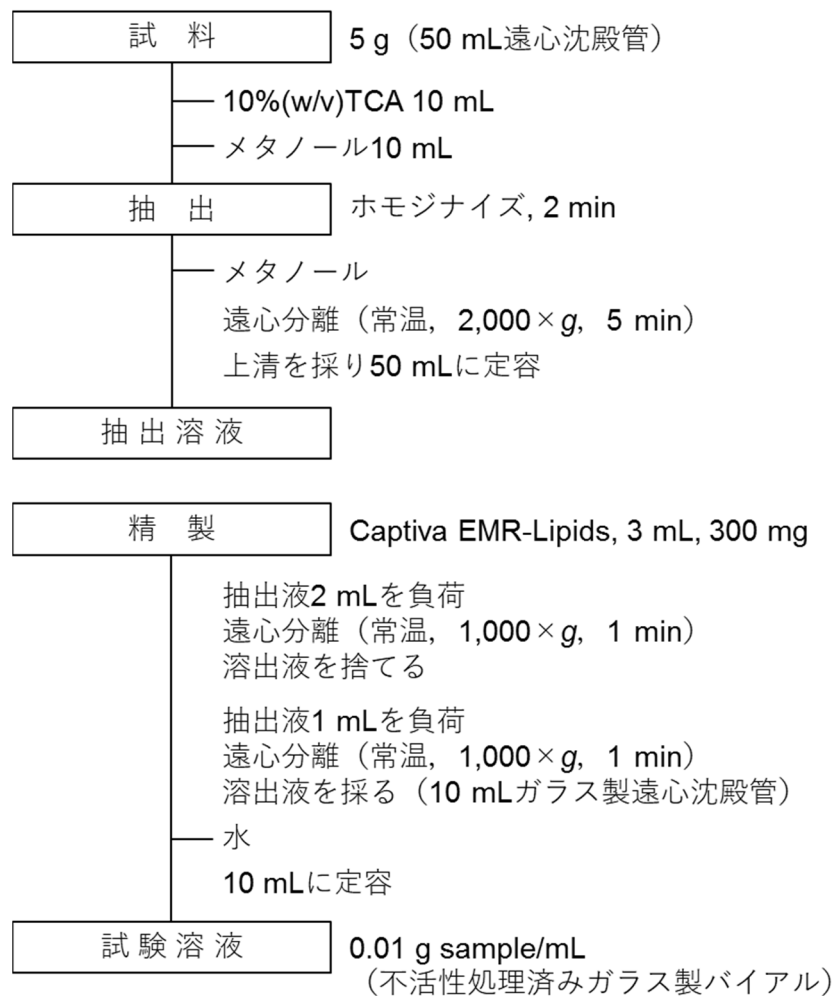 試 料 5 g（50 mL遠心沈殿管）
10%(w/v)TCA 10 mL
メタノール10 mL
抽 出 ホモジナイズ, 2 min
メタノール
遠心分離（常温，2,000×g，5 min）
上清を採り50 mLに定容
抽 出 溶 液
精 製 Captiva EMR-Lipids, 3 mL, 300 mg
抽出液2 mLを負荷
遠心分離（常温，1,000×g，1 min）
溶出液を捨てる
抽出液1 mLを負荷
遠心分離（常温，1,000×g，1 min）
溶出液を採る（10 mLガラス製遠心沈殿管）
水
10 mLに定容
試 験 溶 液 0.01 g sample/mL
（不活性処理済みガラス製バイアル）